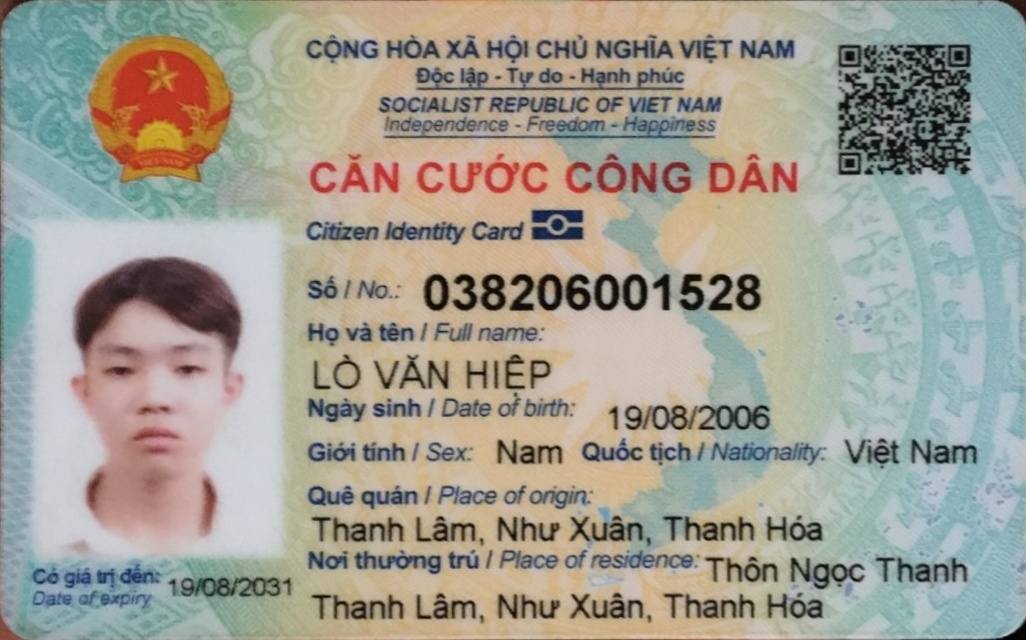 CỘNG HÒA XÃ HỘI CHỦ NGHĨA VIỆT NAM
Độc lập - Tự do - Hạnh phúc
SOCIALIST REPUBLIC OF VIET NAM
Independence - Freedom - Happiness
CĂN CƯỚC CÔNG DÂN
Citizen Identity Card
Số / No.: 038206001528
Họ và tên / Full name:
LÒ VĂN HIỆP
Ngày sinh / Date of birth: 19/08/2006
Giới tính / Sex: Nam Quốc tịch / Nationality: Việt Nam
Quê quán / Place of origin:
Thanh Lâm, Như Xuân, Thanh Hóa
Nơi thường trú / Place of residence: Thôn Ngọc Thanh
Thanh Lâm, Như Xuân, Thanh Hóa
Có giá trị đến: 19/08/2031
Date of expiry
VIỆT NAM